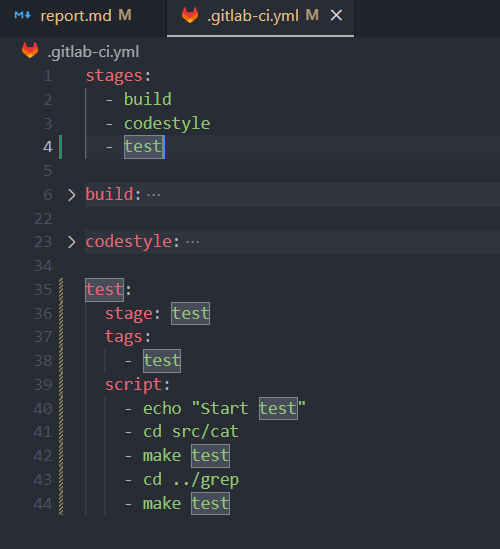 report.md M .gitlab-ci.yml M
.gitlab-ci.yml
1 stages:
2 - build
3 - codestyle
4 - test
5
6 build: ...
22
23 codestyle: ...
34
35 test:
36 stage: test
37 tags:
38 - test
39 script:
40 - echo "Start test"
41 - cd src/cat
42 - make test
43 - cd ../grep
44 - make test